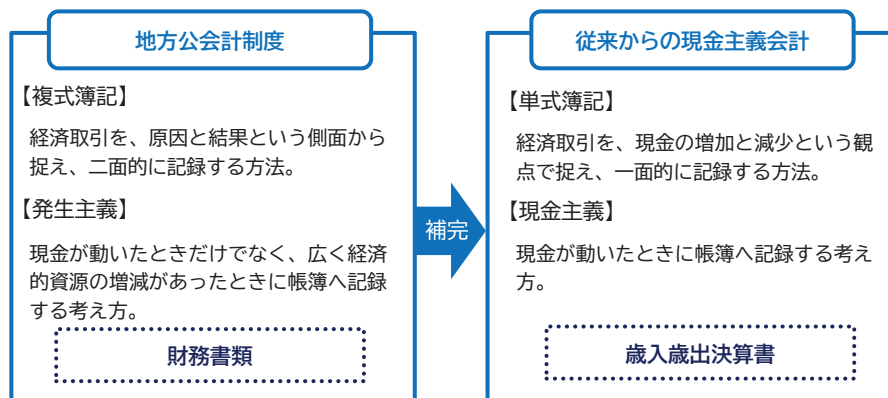 地方公会計制度
【複式簿記】
経済取引を、原因と結果という側面から
捉え、二面的に記録する方法。
【発生主義】
現金が動いたときだけでなく、広く経済
的資源の増減があったときに帳簿へ記録
する考え方。
財務書類
補完
従来からの現金主義会計
【単式簿記】
経済取引を、現金の増加と減少という観
点で捉え、一面的に記録する方法。
【現金主義】
現金が動いたときに帳簿へ記録する考え
方。
歳入歳出決算書